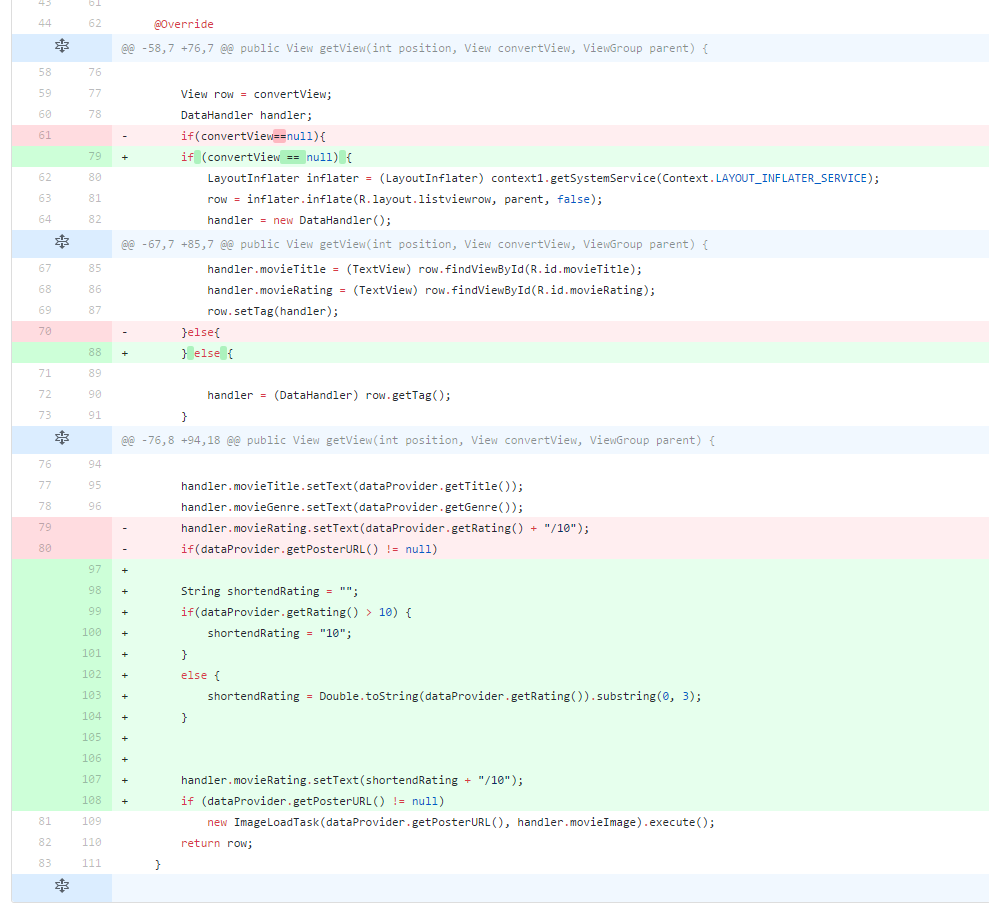 43 61
44 62 @Override
@@ -58,7 +76,7 @@ public View getView(int position, View convertView, ViewGroup parent) {
58 76
59 77 View row = convertView;
60 78 DataHandler handler;
61 - if(convertView==null){
79 + if (convertView == null) {
62 80 LayoutInflater inflater = (LayoutInflater) context1.getSystemService(Context.LAYOUT_INFLATER_SERVICE);
63 81 row = inflater.inflate(R.layout.listviewrow, parent, false);
64 82 handler = new DataHandler();
@@ -67,7 +85,7 @@ public View getView(int position, View convertView, ViewGroup parent) {
67 85 handler.movieTitle = (TextView) row.findViewById(R.id.movieTitle);
68 86 handler.movieRating = (TextView) row.findViewById(R.id.movieRating);
69 87 row.setTag(handler);
70 - }else{
88 + } else {
71 89
72 90 handler = (DataHandler) row.getTag();
73 91 }
@@ -76,8 +94,18 @@ public View getView(int position, View convertView, ViewGroup parent) {
76 94
77 95 handler.movieTitle.setText(dataProvider.getTitle());
78 96 handler.movieGenre.setText(dataProvider.getGenre());
79 - handler.movieRating.setText(dataProvider.getRating() + "/10");
80 - if(dataProvider.getPosterURL() != null)
97 +
98 + String shortendRating = "";
99 + if(dataProvider.getRating() > 10) {
100 + shortendRating = "10";
101 + }
102 + else {
103 + shortendRating = Double.toString(dataProvider.getRating()).substring(0, 3);
104 + }
105 +
106 +
107 + handler.movieRating.setText(shortendRating + "/10");
108 + if (dataProvider.getPosterURL() != null)
81 109 new ImageLoadTask(dataProvider.getPosterURL(), handler.movieImage).execute();
82 110 return row;
83 111 }